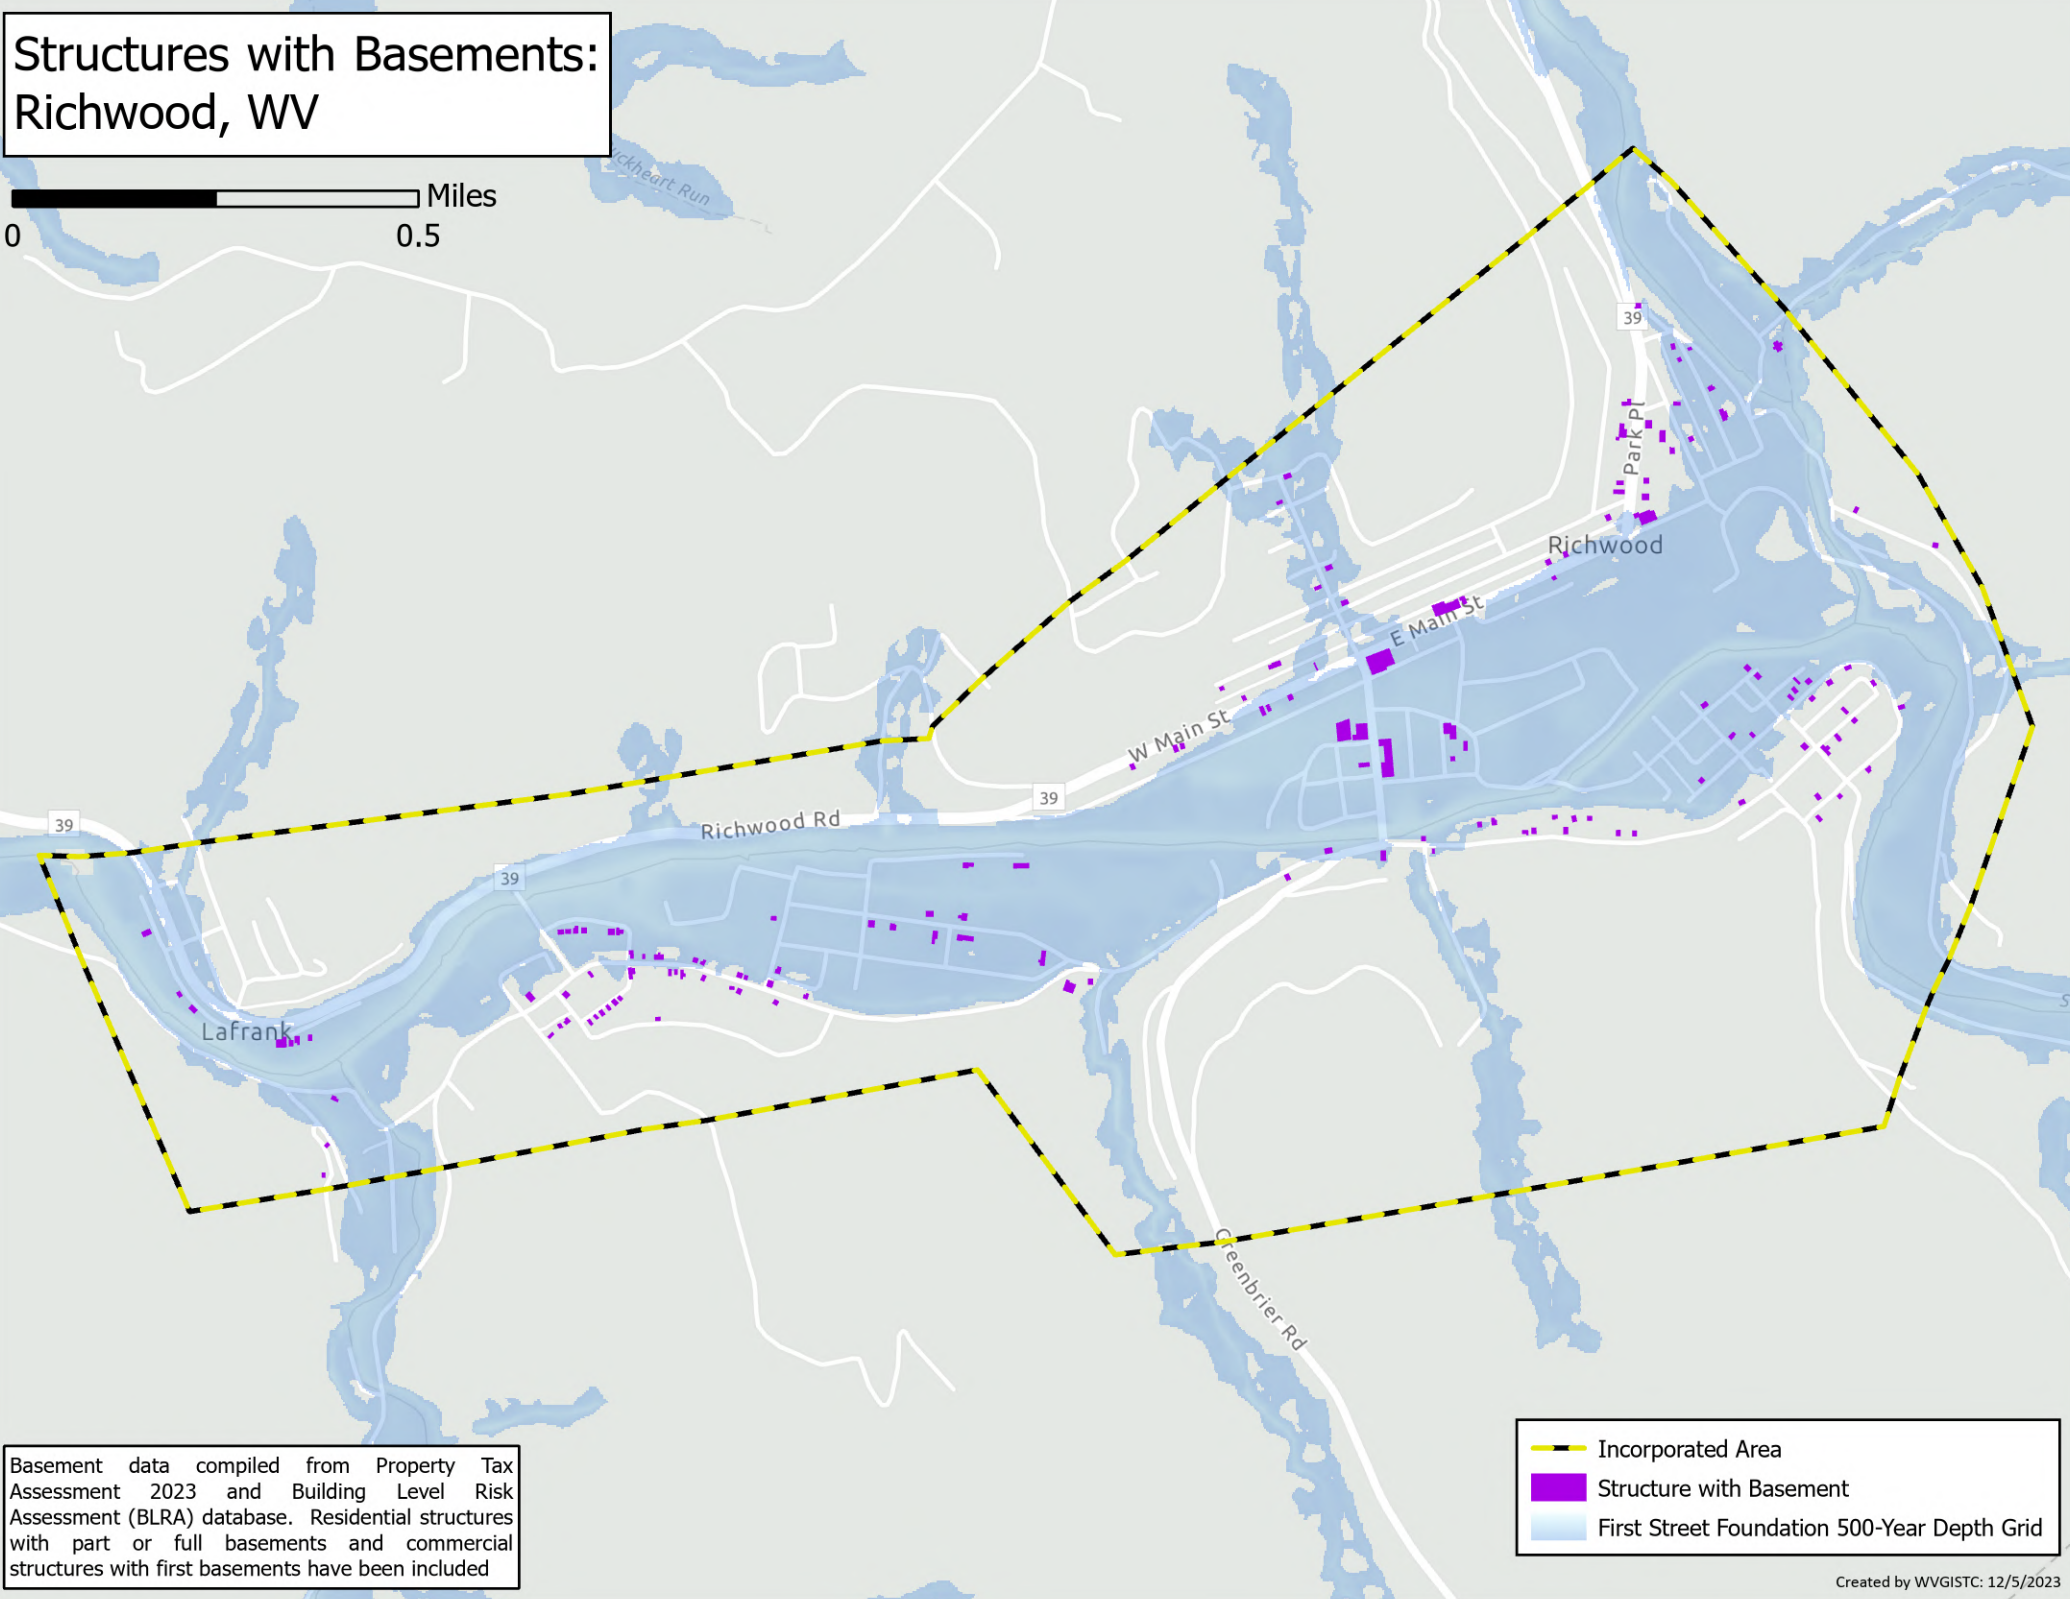 Structures with Basements:
Richwood, WV
Miles
0
0.5
Run
39
Park Pl
Richwood
E Main St
W Main St
39
Richwood Rd
39
39
Lafrank
Greenbrier Rd
Basement data compiled from Property Tax
Assessment 2023 and Building Level Risk
Assessment (BLRA) database. Residential structures
with part or full basements and commercial
structures with first basements have been included
Incorporated Area
Structure with Basement
First Street Foundation 500-Year Depth Grid
Created by WVGISTC: 12/5/2023